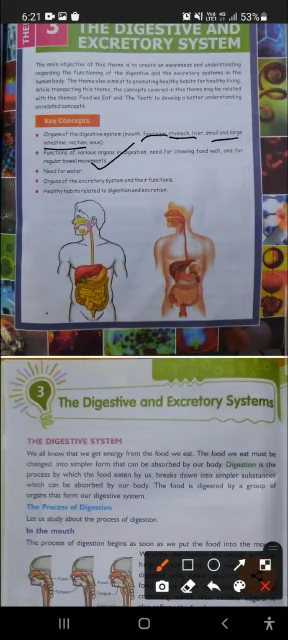 6:21
53%
THE
3
THE DIGESTIVE AND
EXCRETORY SYSTEM
The main objective of this theme is to create an awareness and understanding
regarding the functioning of the digestive and the excretory systems in the
human body. The theme also aims at promoting healthy habits for healthy living.
While transacting this theme, the concepts covered in this theme may be related
with the themes 'Food we Eat' and 'The Teeth' to develop a better understanding
on related concepts.
Key Concepts
Organs of the digestive system (mouth, food pipe, stomach, liver, small and large
intestine, rectum, anus)
Functions of various organs in digestion, need for chewing food well, and for
regular bowel movements.
Need for water.
Organs of the excretory system and their functions.
Healthy habits related to digestion and excretion.
3
The Digestive and Excretory Systems
THE DIGESTIVE SYSTEM
We all know that we get energy from the food we eat. The food we eat must be
changed into simpler form that can be absorbed by our body. Digestion is the
process by which the food eaten by us, breaks down into simpler substances
which can be absorbed by our body. The food is digested by a group of
organs that form our digestive system.
The Process of Digestion
Let us study about the process of digestion.
In the mouth
The process of digestion begins as soon as we put the food into the